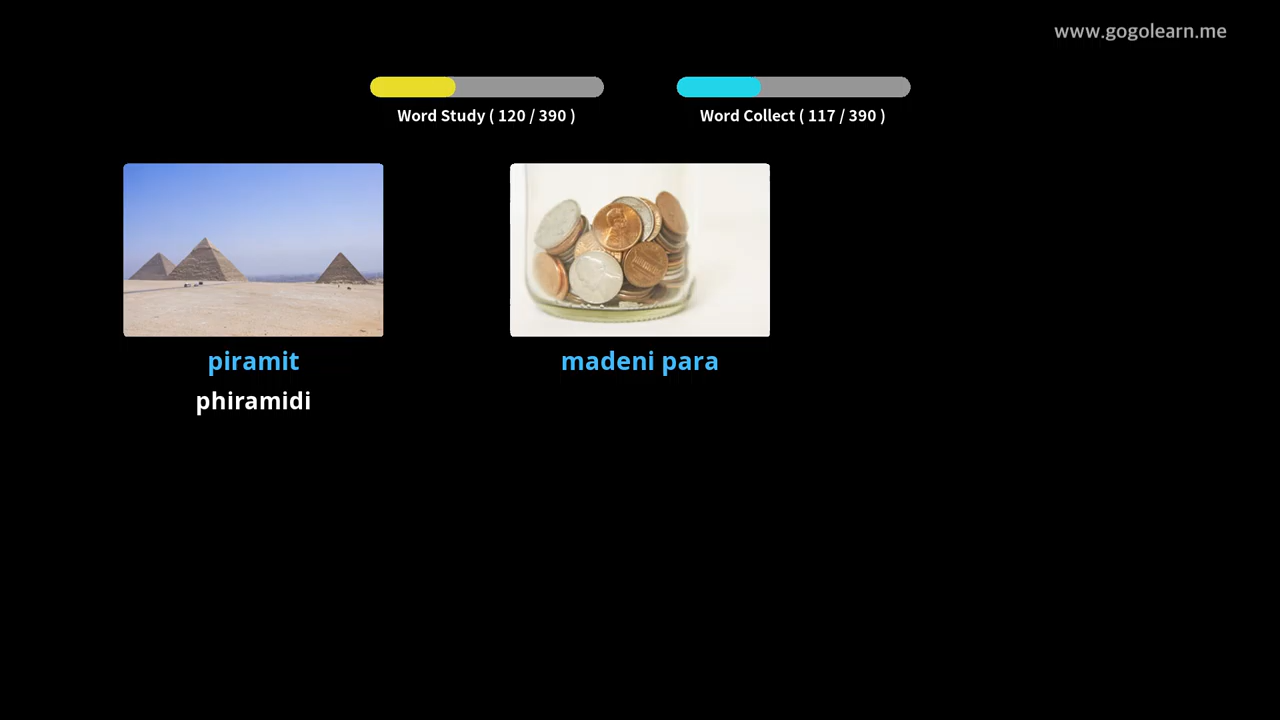 www.gogolearn.me
Word Study ( 120 / 390 )
Word Collect ( 117 / 390 )
piramit
madeni para
phiramidi